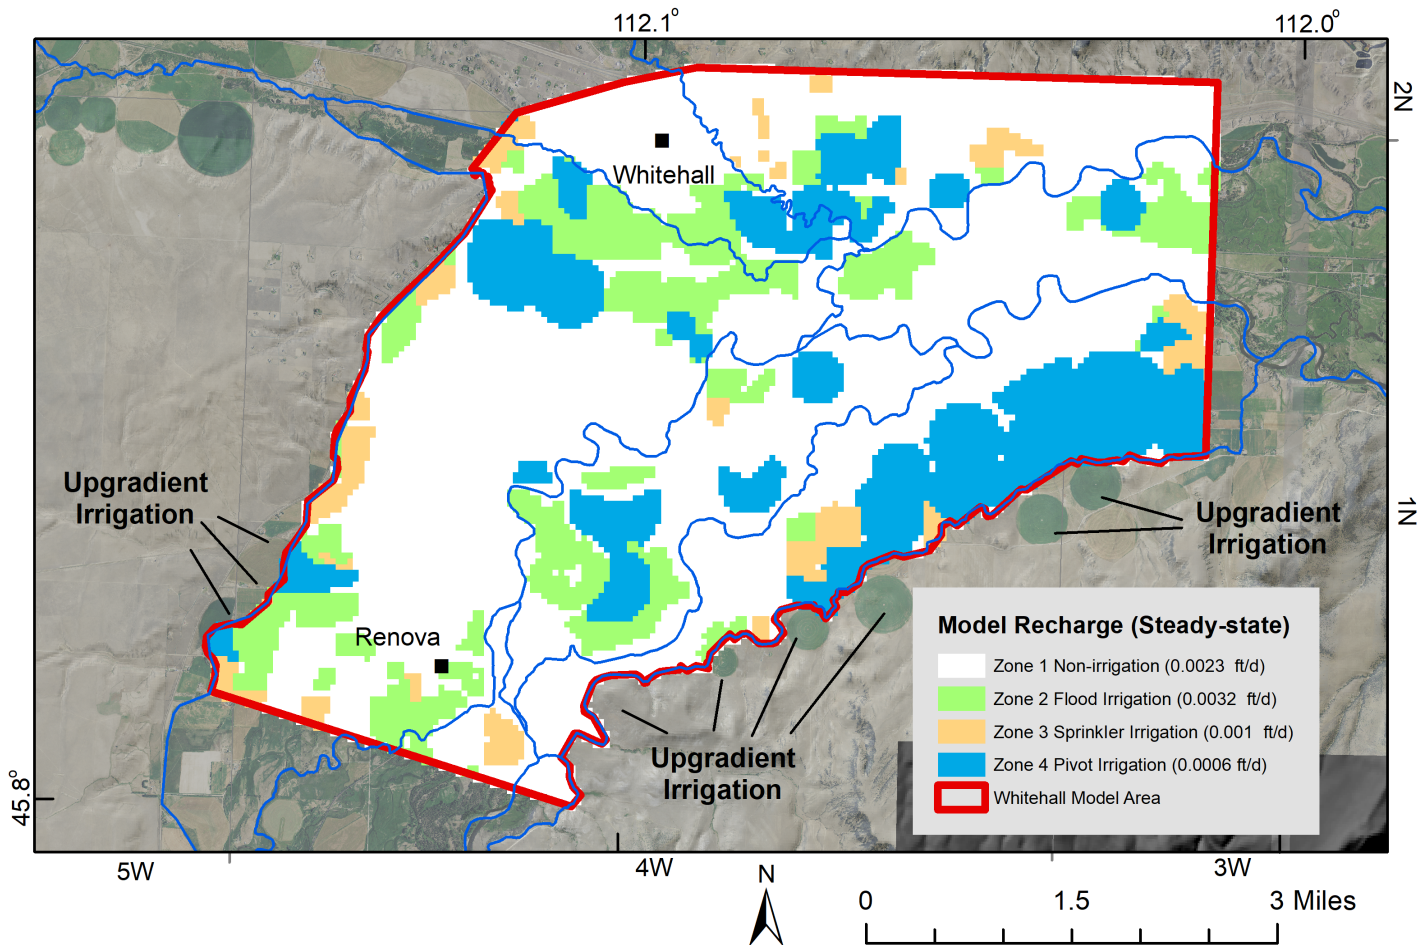 112.1°
112.0°
2N
Whitehall
Upgradient
Irrigation
1N
Upgradient
Irrigation
Renova
Model Recharge (Steady-state)
Zone 1 Non-irrigation (0.0023 ft/d)
Zone 2 Flood Irrigation (0.0032 ft/d)
Zone 3 Sprinkler Irrigation (0.001 ft/d)
Zone 4 Pivot Irrigation (0.0006 ft/d)
Whitehall Model Area
Upgradient
Irrigation
45.8°
5W
4W
3W
N
0
1.5
3 Miles